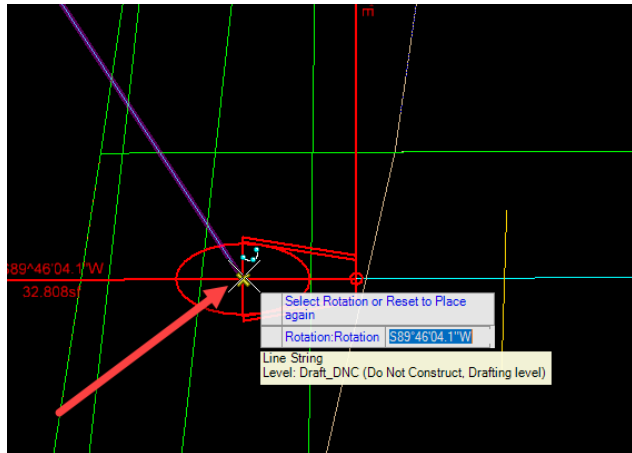 S89^46'04.1"W
32.808s
Select Rotation or Reset to Place
again
Rotation:Rotation S89°46'04.1"W
Line String
Level: Draft_DNC (Do Not Construct, Drafting level)